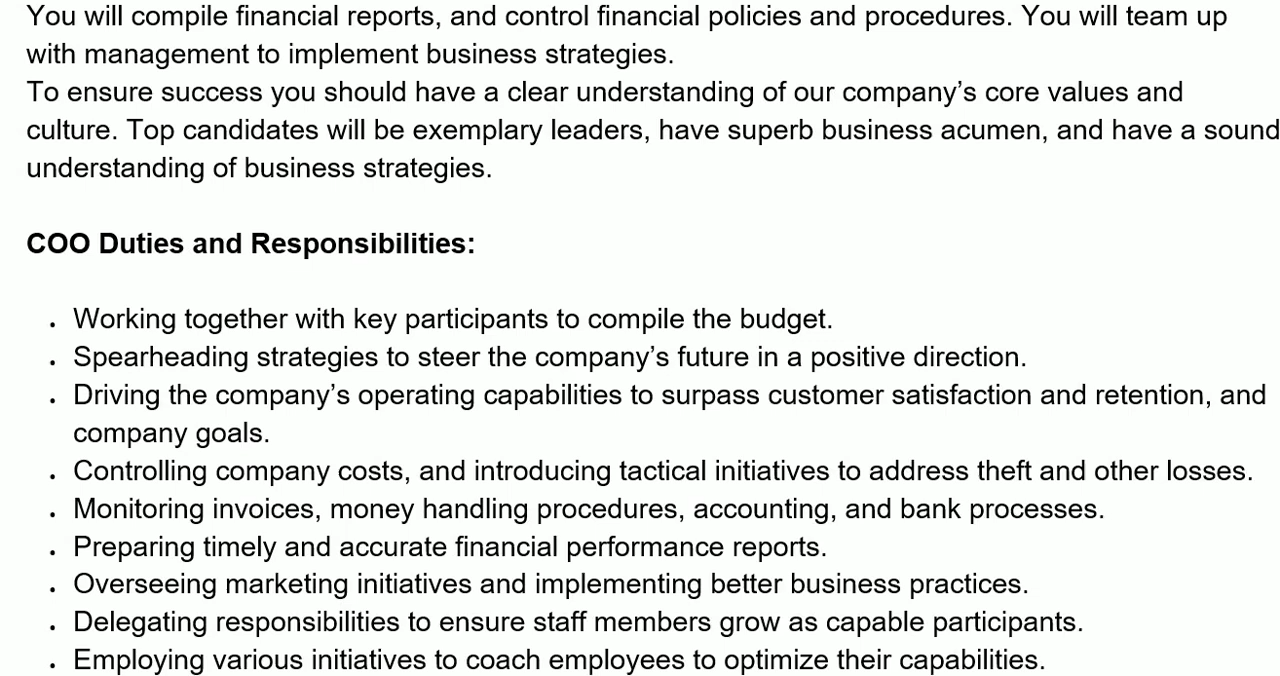 You will compile financial reports, and control financial policies and procedures. You will team up
with management to implement business strategies.
To ensure success you should have a clear understanding of our company’s core values and
culture. Top candidates will be exemplary leaders, have superb business acumen, and have a sound
understanding of business strategies.
COO Duties and Responsibilities:
• Working together with key participants to compile the budget.
• Spearheading strategies to steer the company’s future in a positive direction.
• Driving the company’s operating capabilities to surpass customer satisfaction and retention, and
company goals.
• Controlling company costs, and introducing tactical initiatives to address theft and other losses.
• Monitoring invoices, money handling procedures, accounting, and bank processes.
• Preparing timely and accurate financial performance reports.
• Overseeing marketing initiatives and implementing better business practices.
• Delegating responsibilities to ensure staff members grow as capable participants.
• Employing various initiatives to coach employees to optimize their capabilities.